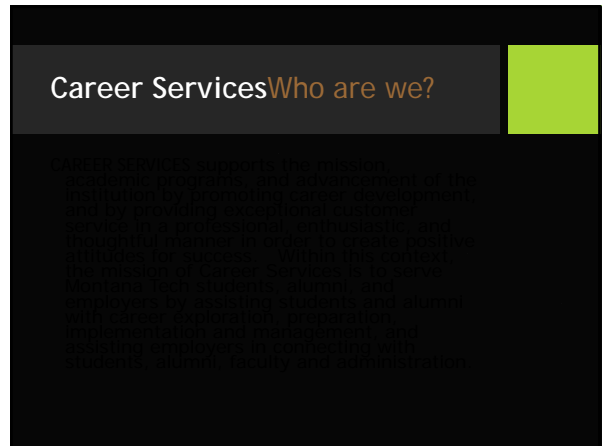 Career ServicesWho are we?
CAREER SERVICES supports the mission,
academic programs, and advancement of the
institution by promoting career development,
and by providing exceptional customer
service in a professional, enthusiastic, and
thoughtful manner in order to create positive
attitudes for success. Within this context,
the mission of Career Services is to serve
Montana Tech students, alumni, and
employers by assisting students and alumni
with career exploration, preparation,
implementation and management, and
assisting employers in connecting with
students, alumni, faculty and administration.